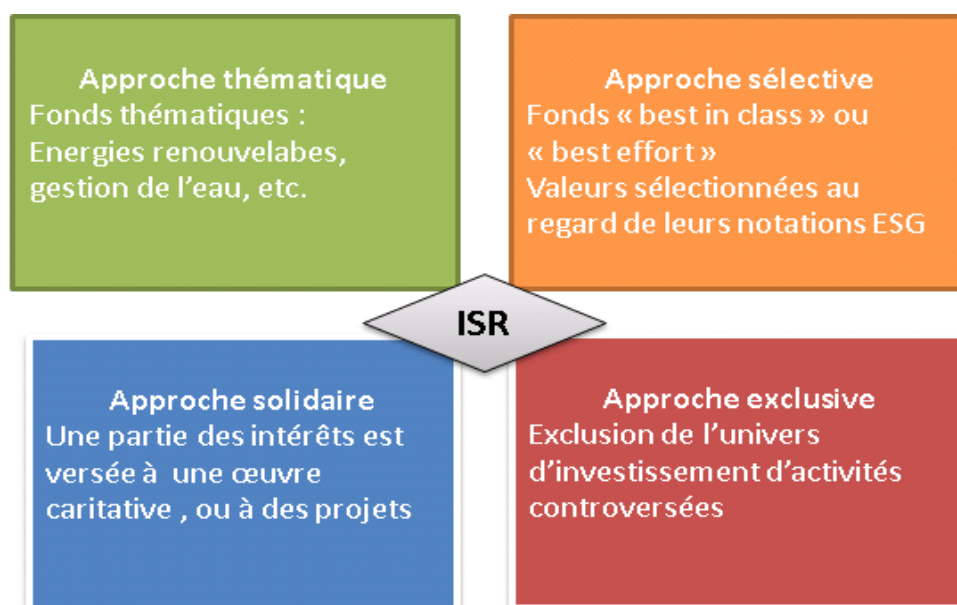 Approche thématique
Fonds thématiques :
Energies renouvelabes,
gestion de l'eau, etc.
Approche sélective
Fonds « best in class » ou
« best effort »
Valeurs sélectionnées au
regard de leurs notations ESG
ISR
Approche solidaire
Une partie des intérêts est
versée à une œuvre
caritative , ou à des projets
Approche exclusive
Exclusion de l'univers
d'investissement d'activités
controversées